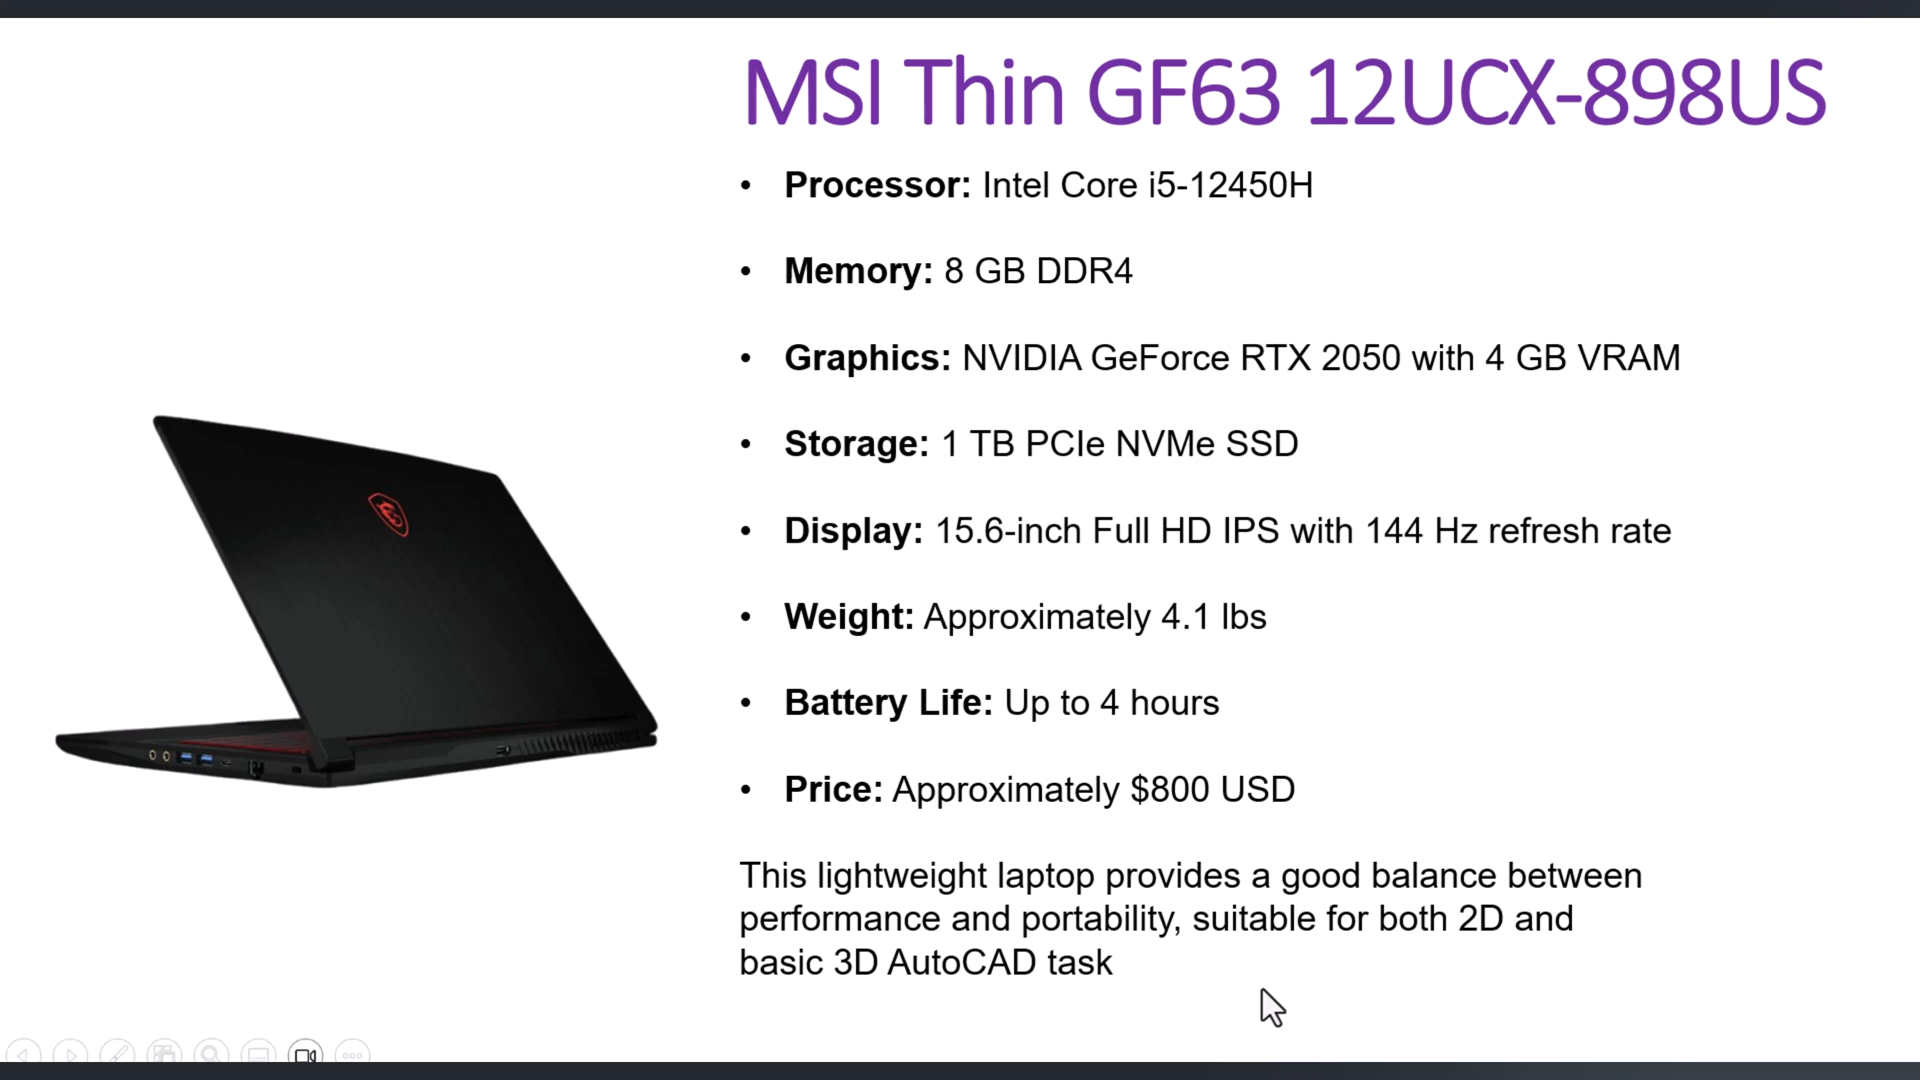 MSI Thin GF63 12UCX-898US
• Processor: Intel Core i5-12450H
• Memory: 8 GB DDR4
• Graphics: NVIDIA GeForce RTX 2050 with 4 GB VRAM
• Storage: 1 TB PCIe NVMe SSD
• Display: 15.6-inch Full HD IPS with 144 Hz refresh rate
• Weight: Approximately 4.1 lbs
• Battery Life: Up to 4 hours
• Price: Approximately $800 USD
This lightweight laptop provides a good balance between
performance and portability, suitable for both 2D and
basic 3D AutoCAD task